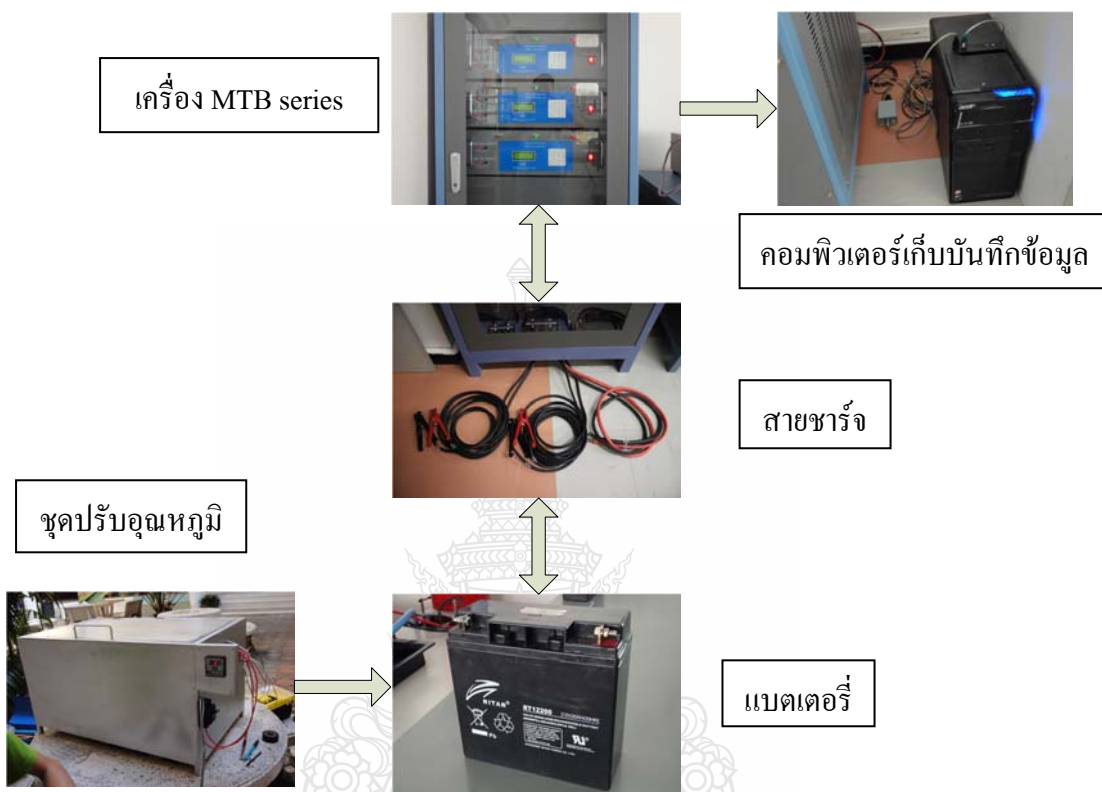 เครื่อง MTB series
คอมพิวเตอร์เก็บบันทึกข้อมูล
สายชาร์จ
ชุดปรับอุณหภูมิ
แบตเตอรี่
RITAR
RT12200
Pb